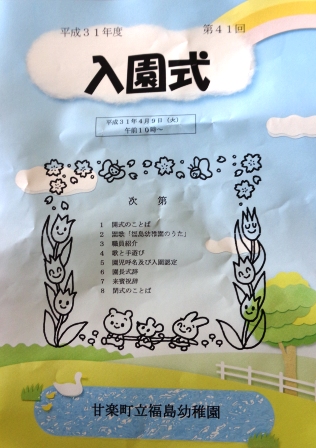 平成31年度 第41回
入園式
平成31年4月9日（火）
午前10時～
次 第
1 開式のことば
2 園歌「福島幼稚園のうた」
3 職員紹介
4 歌と手遊び
5 園児呼名及び入園認定
6 園長式辞
7 来賓祝辞
8 閉式のことば
甘楽町立福島幼稚園